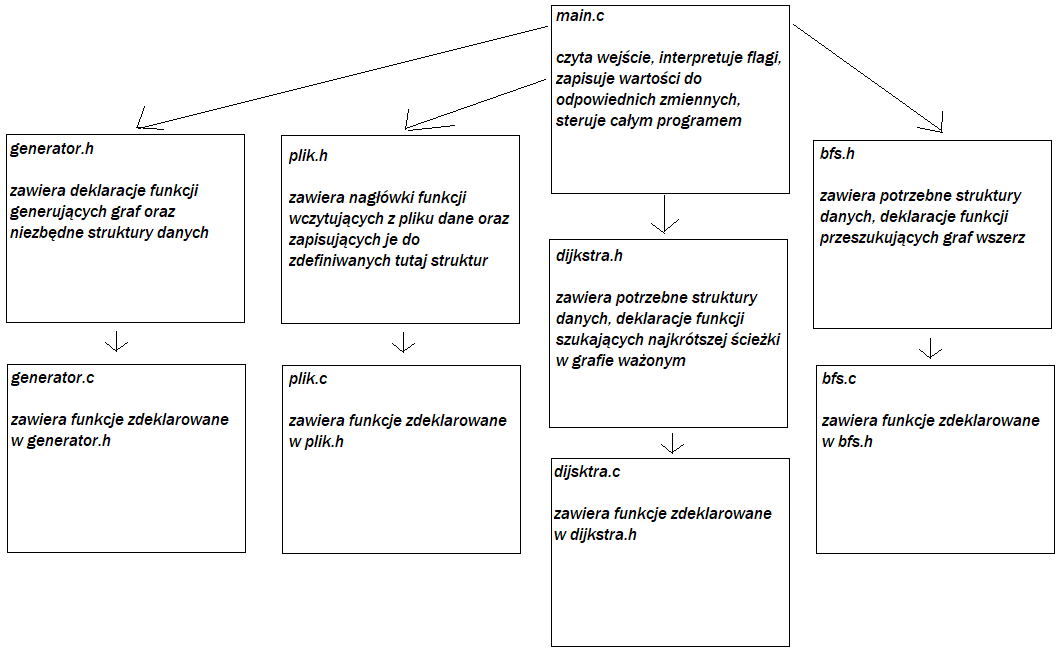 main.c
czyta wejście, interpretuje flagi,
zapisuje wartości do
odpowiednich zmiennych,
steruje całym programem
generator.h
zawiera deklaracje funkcji
generujących graf oraz
niezbędne struktury danych
plik.h
zawiera nagłówki funkcji
wczytujących z pliku dane oraz
zapisujących je do
zdefiniwanych tutaj struktur
dijkstra.h
zawiera potrzebne struktury
danych, deklaracje funkcji
szukających najkrótszej ścieżki
w grafie ważonym
bfs.h
zawiera potrzebne struktury
danych, deklaracje funkcji
przeszukujących graf wszerz
generator.c
zawiera funkcje zdeklarowane
w generator.h
plik.c
zawiera funkcje zdeklarowane
w plik.h
dijsktra.c
zawiera funkcje zdeklarowane
w dijkstra.h
bfs.c
zawiera funkcje zdeklarowane
w bfs.h